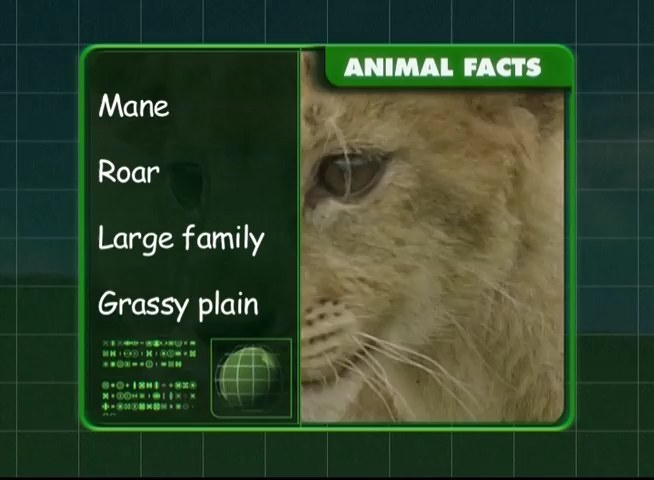 ANIMAL FACTS
Mane
Roar
Large family
Grassy plain